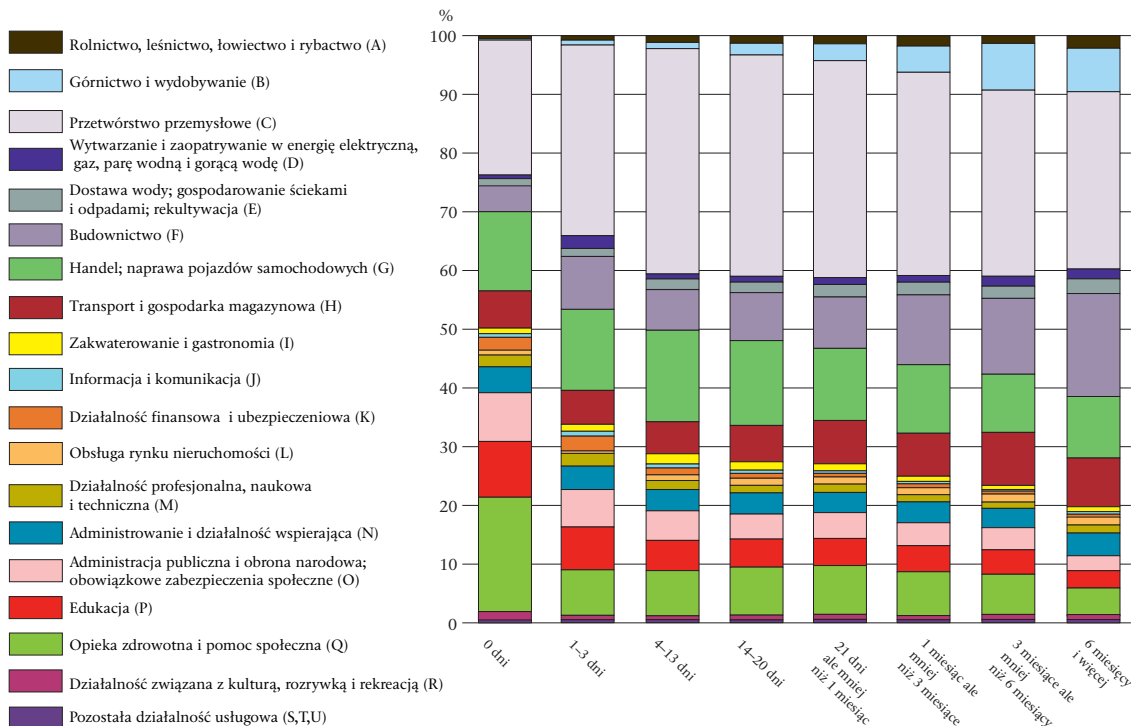 Rolnictwo, leśnictwo, łowiectwo i rybactwo (A)
Górnictwo i wydobywanie (B)
Przetwórstwo przemysłowe (C)
Wytwarzanie i zaopatrywanie w energię elektryczną,
gaz, parę wodną i gorącą wodę (D)
Dostawa wody; gospodarowanie ściekami
i odpadami; rekultywacja (E)
Budownictwo (F)
Handel; naprawa pojazdów samochodowych (G)
Transport i gospodarka magazynowa (H)
Zakwaterowanie i gastronomia (I)
Informacja i komunikacja (J)
Działalność finansowa i ubezpieczeniowa (K)
Obsługa rynku nieruchomości (L)
Działalność profesjonalna, naukowa
i techniczna (M)
Administrowanie i działalność wspierająca (N)
Administracja publiczna i obrona narodowa;
obowiązkowe zabezpieczenia społeczne (O)
Edukacja (P)
Opieka zdrowotna i pomoc społeczna (Q)
Działalność związana z kulturą, rozrywką i rekreacją (R)
Pozostała działalność usługowa (S,T,U)
%
100
90
80
70
60
50
40
30
20
10
0
0 dni
1–3 dni
4–13 dni
14–20 dni
21 dni
ale mniej
niż 1 miesiąc
1 miesiąc ale
mniej
niż 3 miesiące
3 miesiące ale
mniej
niż 6 miesięcy
6 miesięcy
i więcej